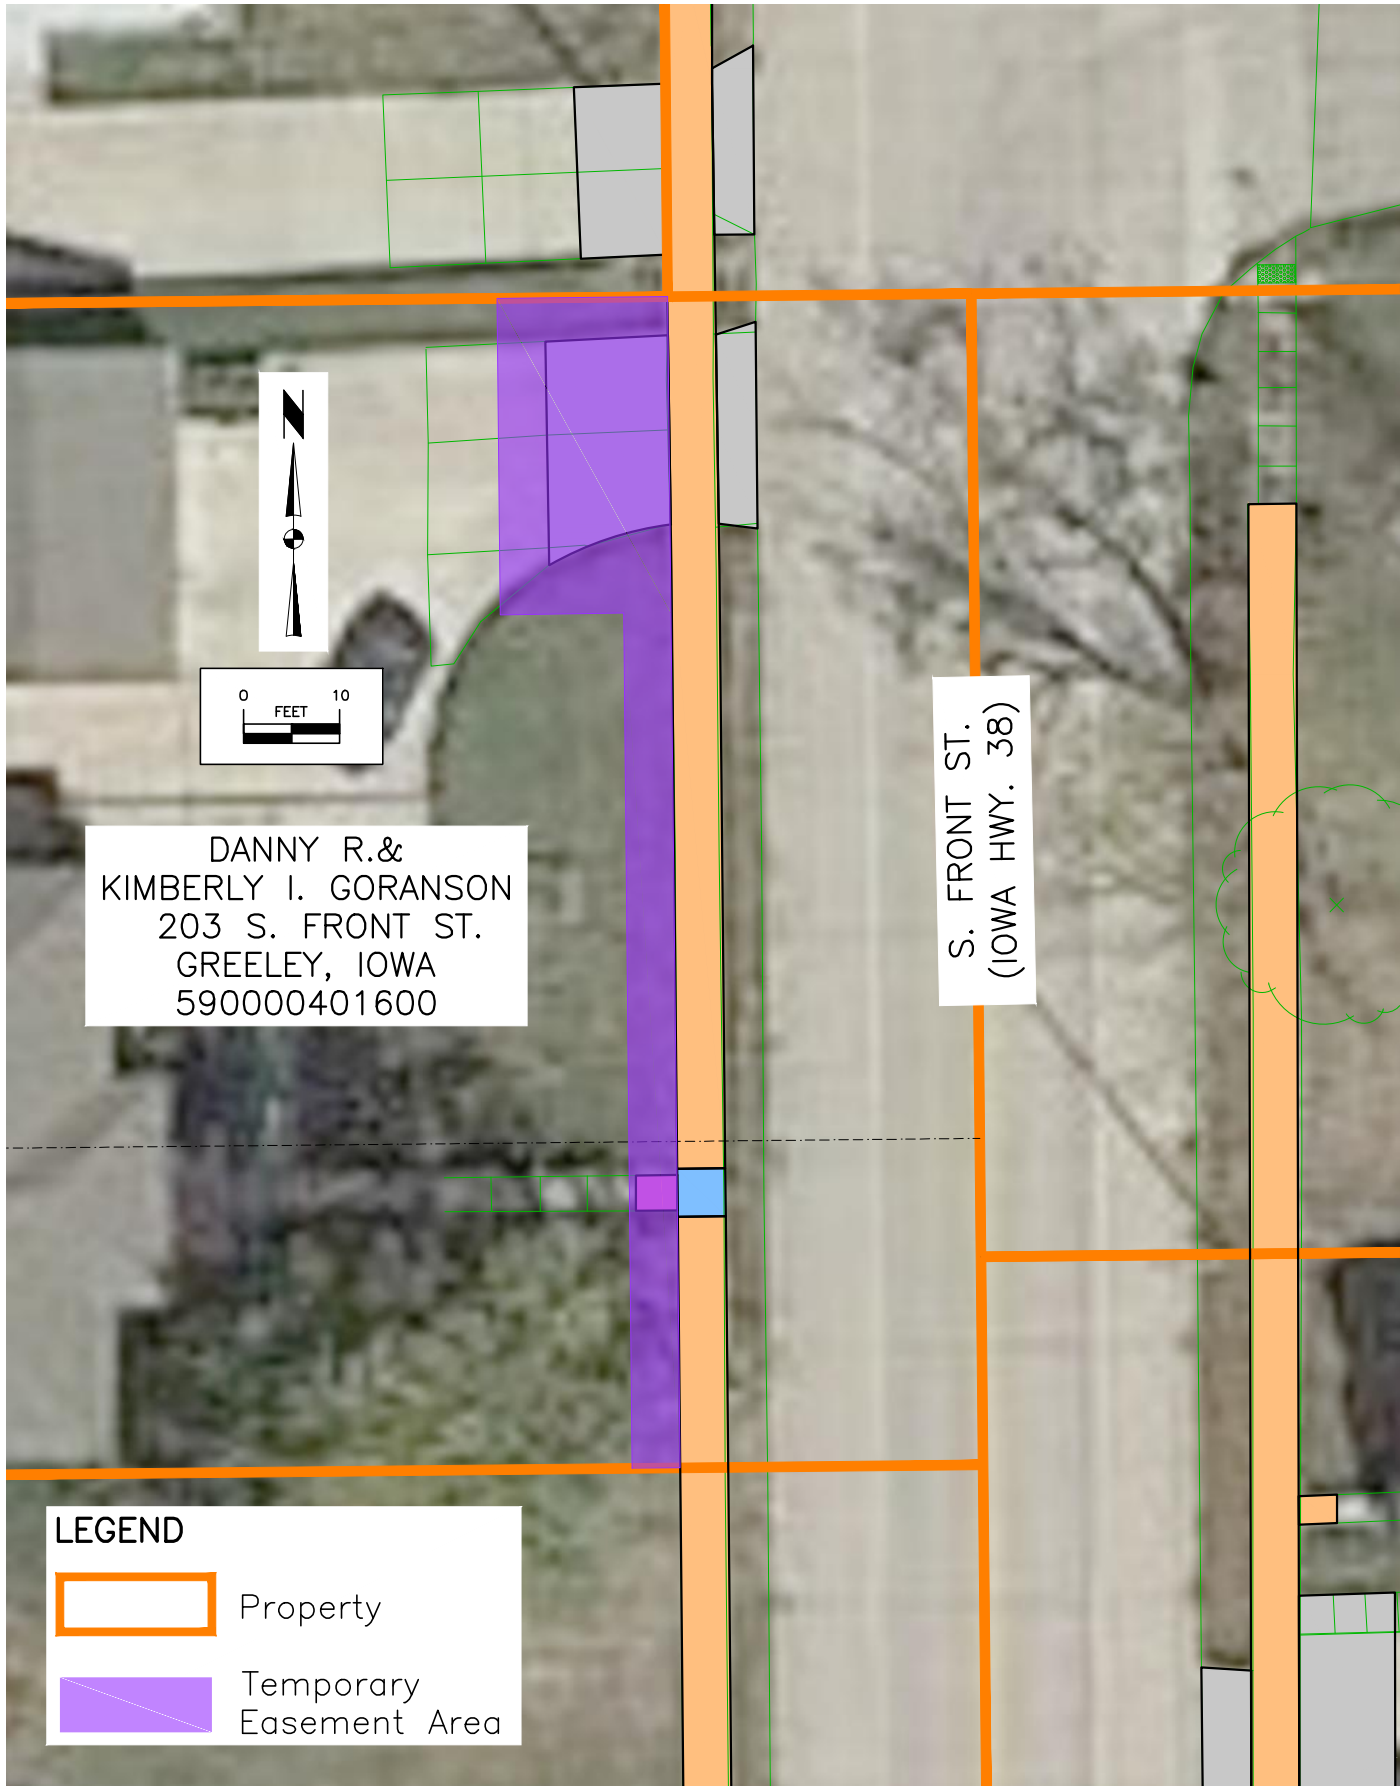 N
0 10
FEET
DANNY R.&
KIMBERLY I. GORANSON
203 S. FRONT ST.
GREELEY, IOWA
590000401600
S. FRONT ST.
(IOWA HWY. 38)
LEGEND
Property
Temporary
Easement Area